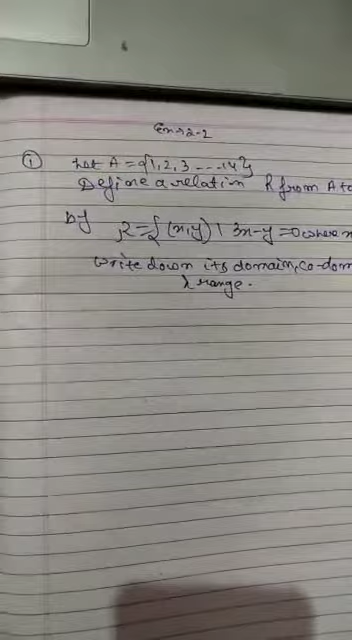 Ex→2-2
① Let A = {1, 2, 3 ---- 14}
Define a relation R from A to
by R = { (x, y) | 3x - y = 0 where
write down its domain, co-dom
& range.